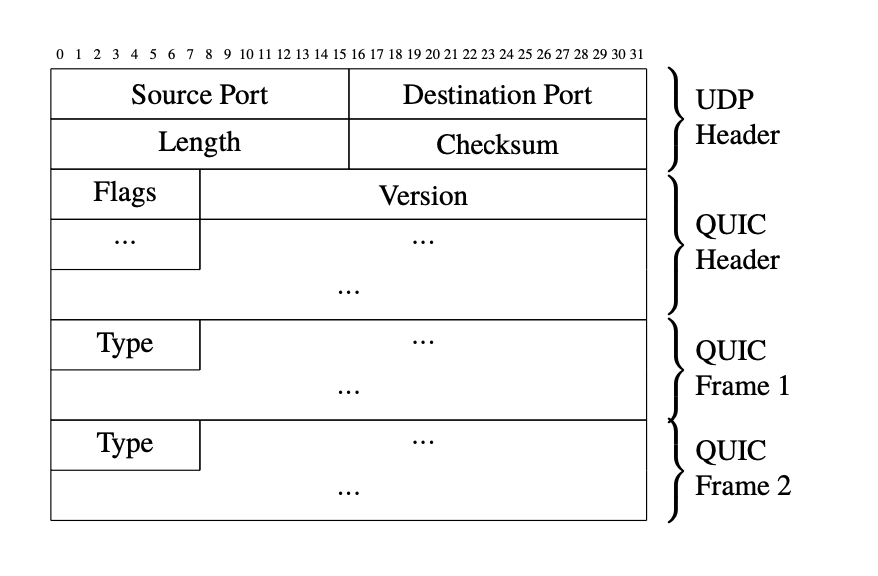 0 1 2 3 4 5 6 7 8 9 10 11 12 13 14 15 16 17 18 19 20 21 22 23 24 25 26 27 28 29 30 31
Source Port Destination Port
UDP
Header
Length Checksum
Flags Version
... ...
QUIC
Header
...
Type ...
QUIC
Frame 1
...
Type ...
QUIC
Frame 2
...